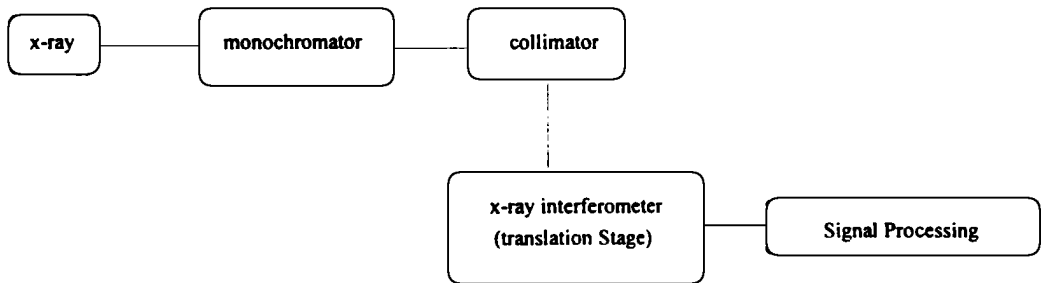 x-ray
monochromator
collimator
x-ray interferometer
(translation Stage)
Signal Processing